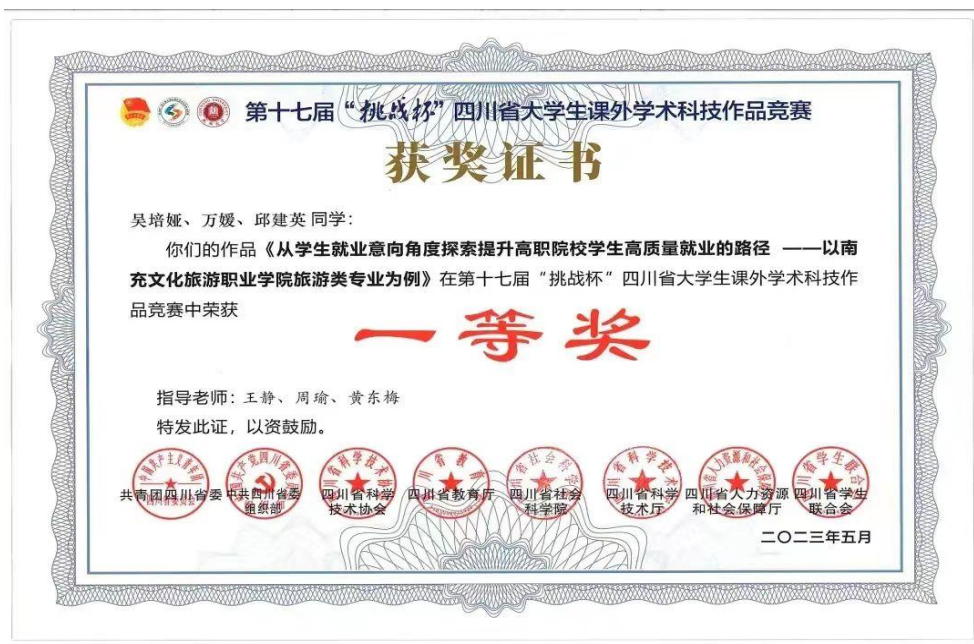 第十七届“挑战杯”四川省大学生课外学术科技作品竞赛
获奖证书
吴培娅、万媛、邱建英同学：
你们的作品《从学生就业意向角度探索提升高职院校学生高质量就业的路径 ——以南
充文化旅游职业学院旅游类专业为例》在第十七届“挑战杯”四川省大学生课外学术科技作
品竞赛中荣获
一等奖
指导老师：王静、周瑜、黄东梅
特发此证，以资鼓励。
共青团四川省委 中共四川省委 四川省科学 四川省教育厅 四川省社会 四川省科学 四川省人力资源 四川省学生
组织部 技术协会 科学院 技术厅 和社会保障厅 联合会
二〇二三年五月